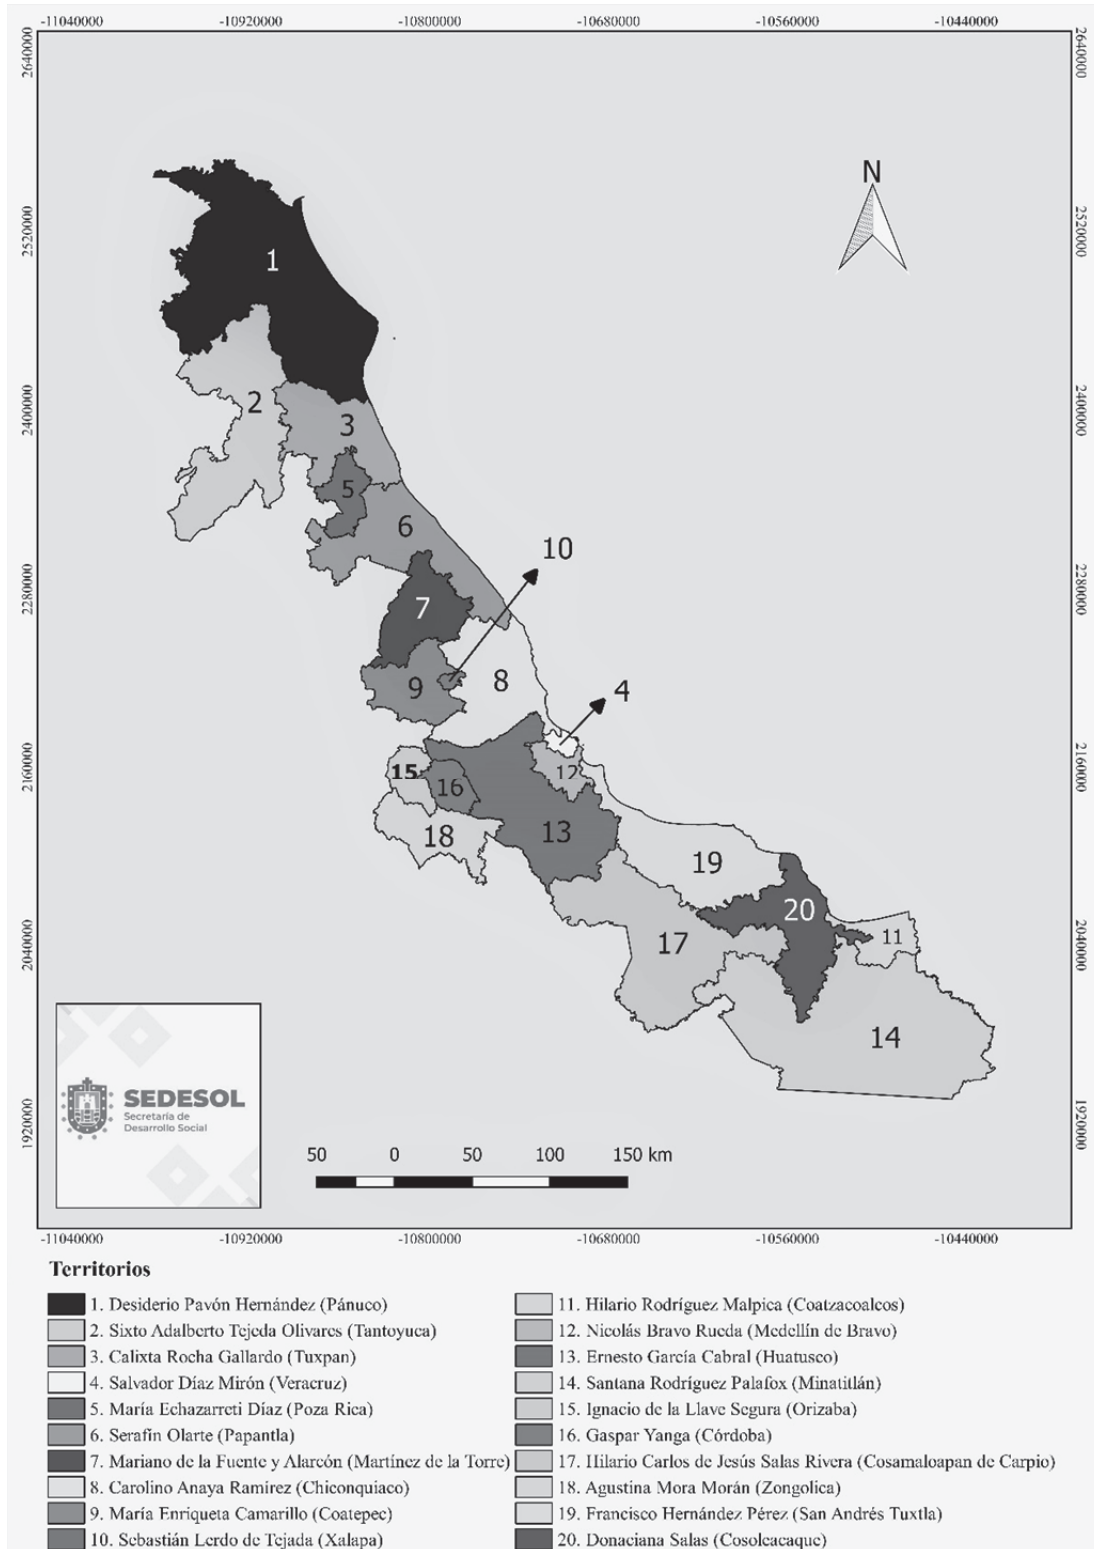 -11040000 -10920000 -10800000 -10680000 -10560000 -10440000
2640000 2640000
N
2520000 2520000
1
2400000 2400000
2
3
5
6
10
2280000 2280000
7
9
8
4
2160000 2160000
15
16
12
18
13
19
20
17
11
2040000 2040000
14
SEDESOL
Secretaría de
Desarrollo Social
1920000 1920000
50 0 50 100 150 km
-11040000 -10920000 -10800000 -10680000 -10560000 -10440000
Territorios
1. Desiderio Pavón Hernández (Pánuco)
2. Sixto Adalberto Tejeda Olivares (Tantoyuca)
3. Calixta Rocha Gallardo (Tuxpan)
4. Salvador Díaz Mirón (Veracruz)
5. María Echazarreti Díaz (Poza Rica)
6. Serafín Olarte (Papantla)
7. Mariano de la Fuente y Alarcón (Martínez de la Torre)
8. Carolino Anaya Ramírez (Chiconquiaco)
9. María Enriqueta Camarillo (Coatepec)
10. Sebastián Lerdo de Tejada (Xalapa)
11. Hilario Rodríguez Malpica (Coatzacoalcos)
12. Nicolás Bravo Rueda (Medellín de Bravo)
13. Ernesto García Cabral (Huatusco)
14. Santana Rodríguez Palafox (Minatitlán)
15. Ignacio de la Llave Segura (Orizaba)
16. Gaspar Yanga (Córdoba)
17. Hilario Carlos de Jesús Salas Rivera (Cosamaloapan de Carpio)
18. Agustina Mora Morán (Zongolica)
19. Francisco Hernández Pérez (San Andrés Tuxtla)
20. Donaciana Salas (Cosoleacaque)